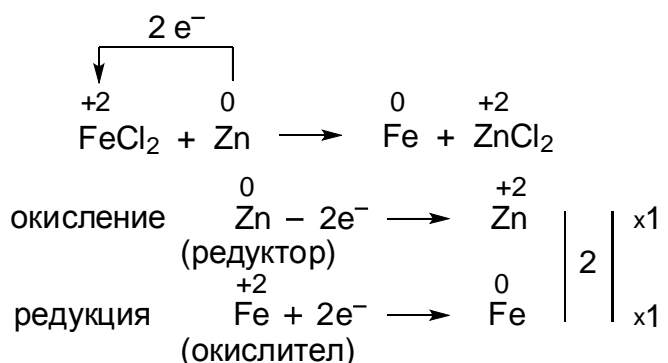 2 e⁻
+2 0 0 +2
FeCl₂ + Zn ⟶ Fe + ZnCl₂
0 +2
окисление Zn – 2e⁻ ⟶ Zn x1
(редуктор) 2
+2 0
редукция Fe + 2e⁻ ⟶ Fe x1
(окислител)